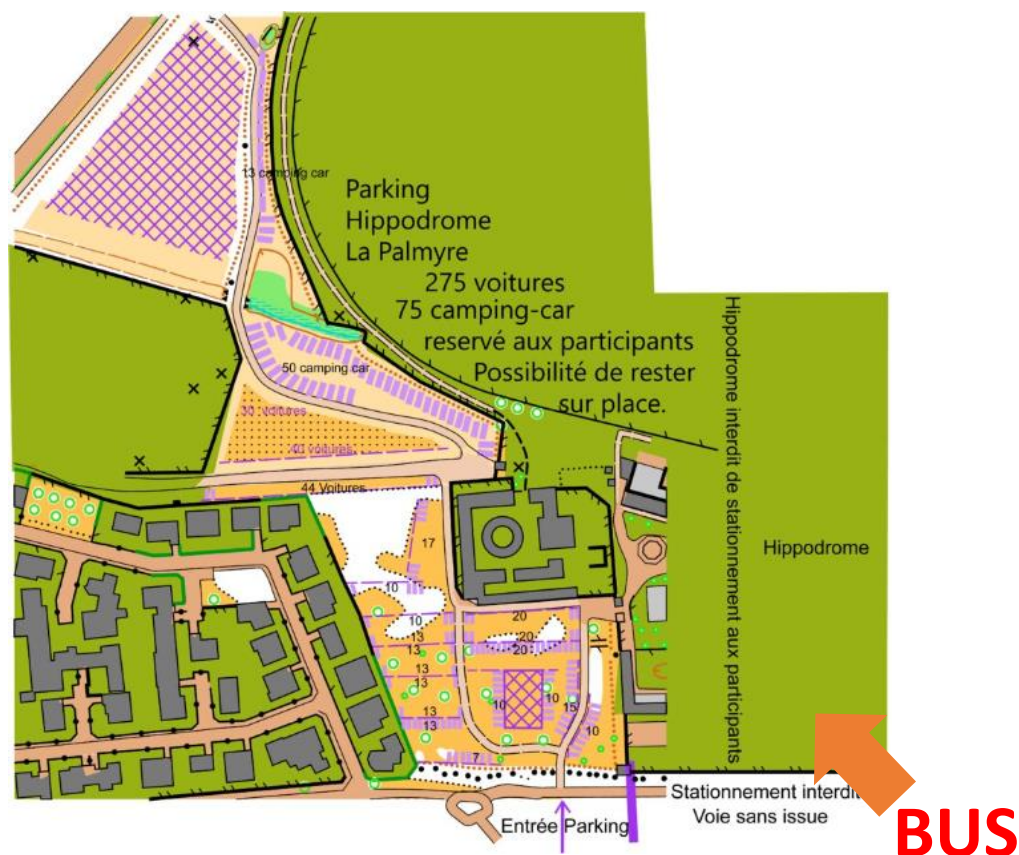 13 camping car
Parking
Hippodrome
La Palmyre
275 voitures
75 camping-car
reservé aux participants
Possibilité de rester
sur place.
50 camping car
30 voitures
40 voitures
44 Voitures
Hippodrome interdit de stationnement aux participants
Hippodrome
17
10
10
13
13
13
13
13
20
20
20
11
10
10
15
10
7
Stationnement interdit
Voie sans issue
Entrée Parking
BUS